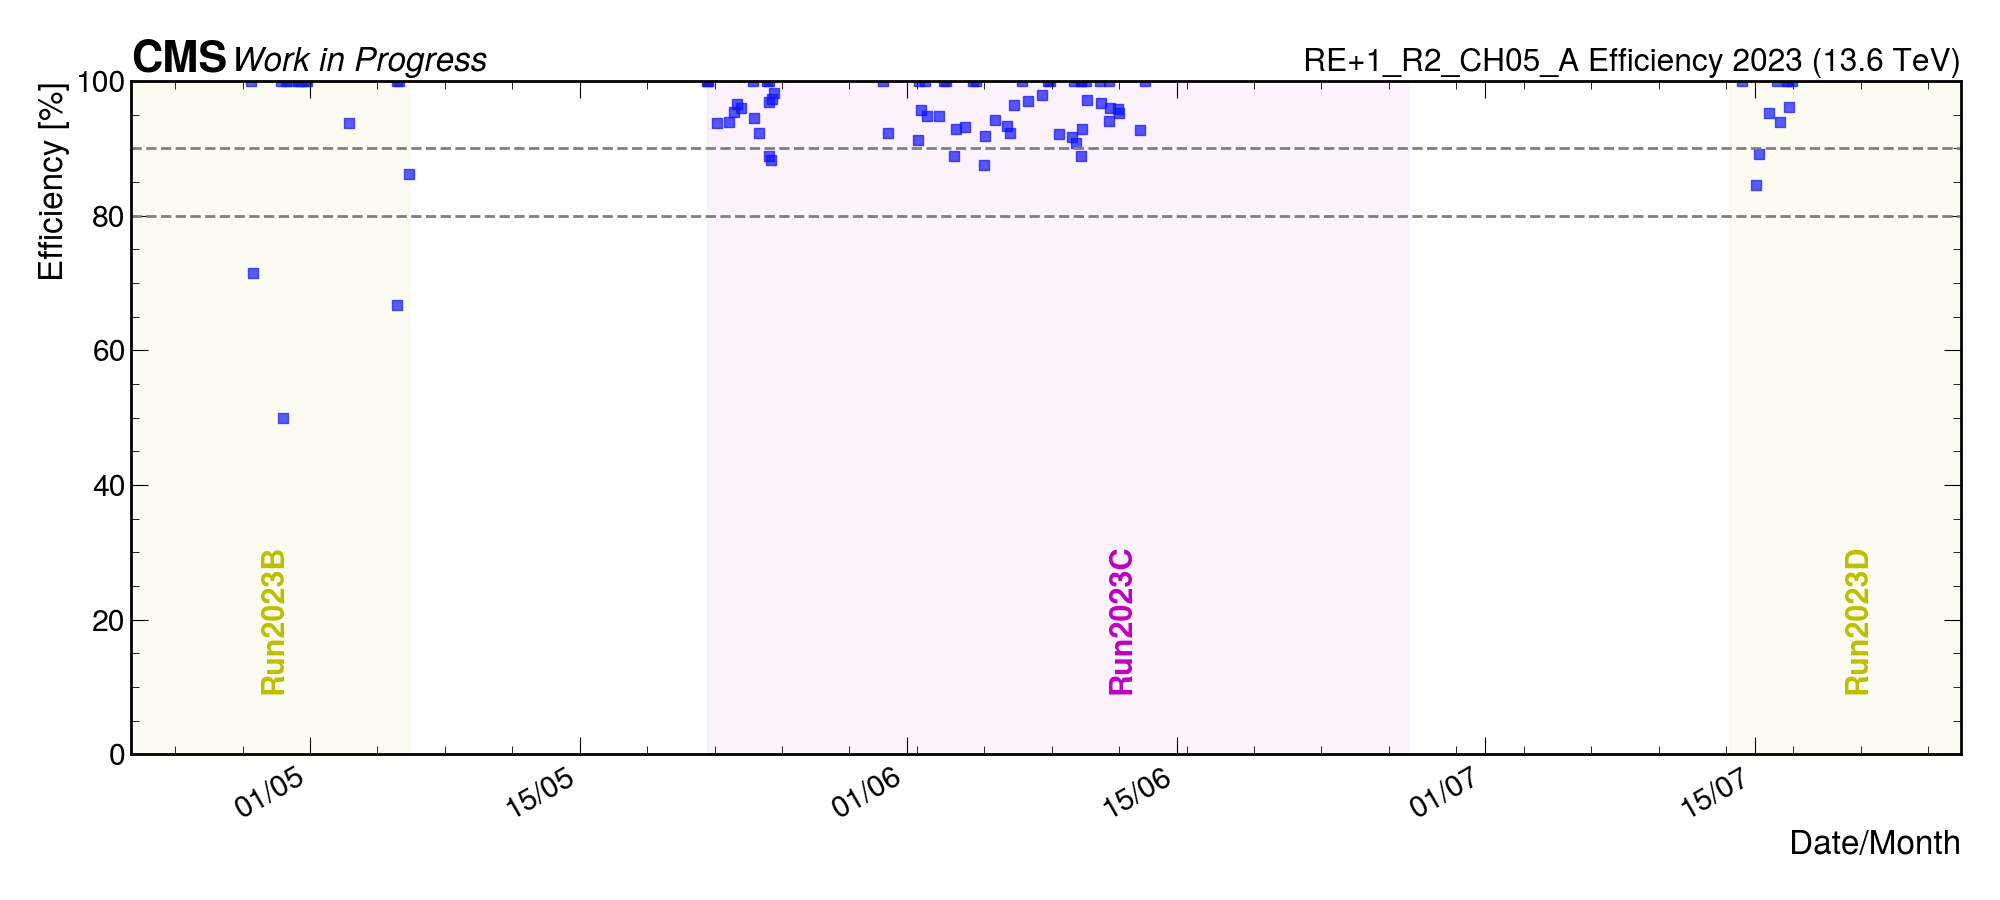 CMS Work in Progress
RE+1_R2_CH05_A Efficiency 2023 (13.6 TeV)
Efficiency [%]
100
80
60
40
20
0
Run2023B
Run2023C
Run2023D
01/05
15/05
01/06
15/06
01/07
15/07
Date/Month